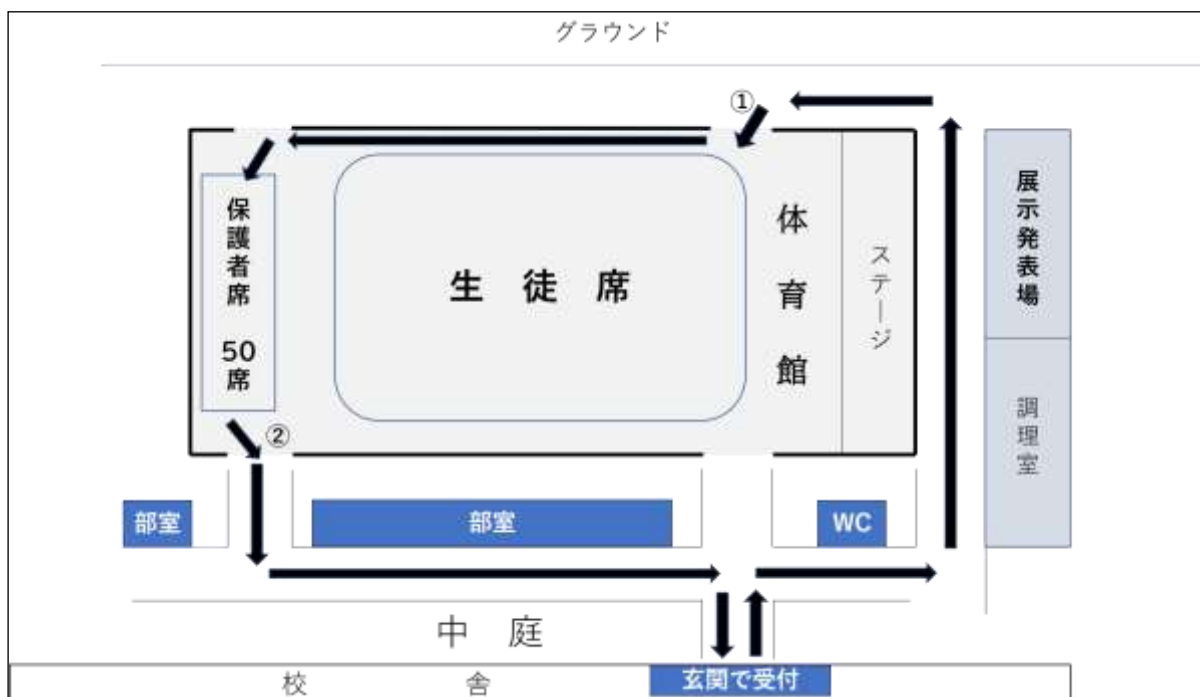 グラウンド
①
保護者席 50席
生徒席
体育館
ステージ
展示発表場
調理室
②
部室
部室
WC
中庭
校舎
玄関で受付